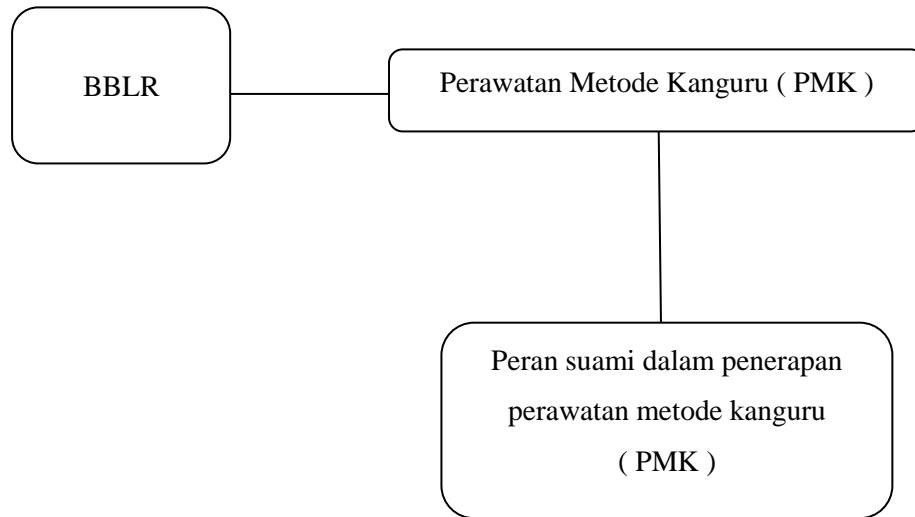 BBLR
Perawatan Metode Kanguru ( PMK )
Peran suami dalam penerapan
perawatan metode kanguru
( PMK )